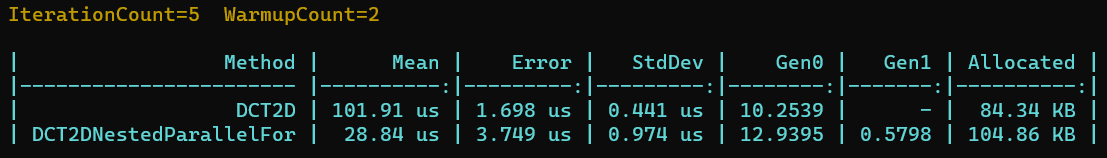 IterationCount=5  WarmupCount=2
|                 Method |      Mean |    Error |   StdDev |    Gen0 |   Gen1 | Allocated |
|----------------------- |----------:|---------:|---------:|--------:|-------:|----------:|
|                  DCT2D | 101.91 us | 1.698 us | 0.441 us | 10.2539 |      - |  84.34 KB |
| DCT2DNestedParallelFor |  28.84 us | 3.749 us | 0.974 us | 12.9395 | 0.5798 | 104.86 KB |